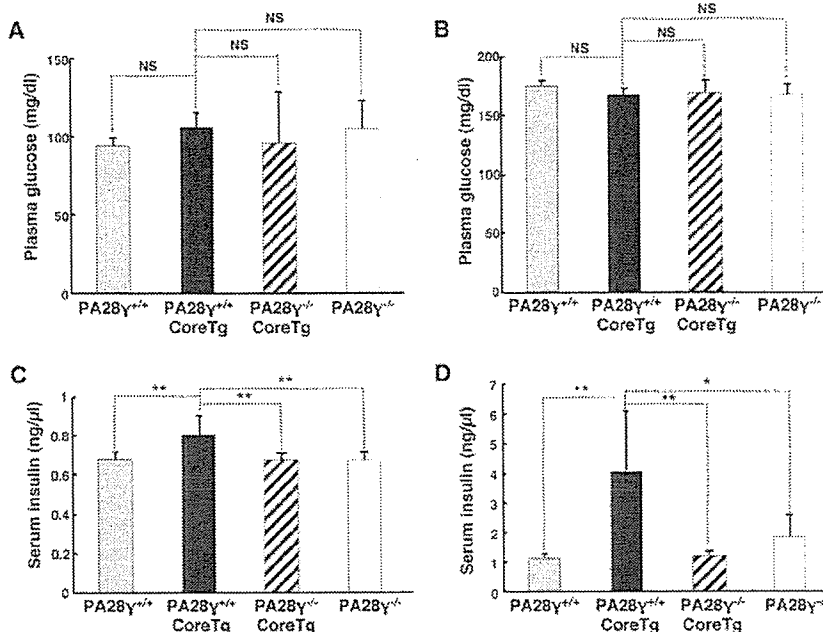 A
NS
NS
NS
Plasma glucose (mg/dl)
150
100
50
0
PA28γ+/+
PA28γ+/+
CoreTg
PA28γ-/-
CoreTg
PA28γ-/-
B
NS
NS
NS
Plasma glucose (mg/dl)
200
150
100
50
0
PA28γ+/+
PA28γ+/+
CoreTg
PA28γ-/-
CoreTg
PA28γ-/-
C
**
**
**
Serum insulin (ng/μl)
1
0.8
0.6
0.4
0.2
0
PA28γ+/+
PA28γ+/+
CoreTg
PA28γ-/-
CoreTg
PA28γ-/-
D
*
**
**
Serum insulin (ng/μl)
7
6
5
4
3
2
1
0
PA28γ+/+
PA28γ+/+
CoreTg
PA28γ-/-
CoreTg
PA28γ-/-